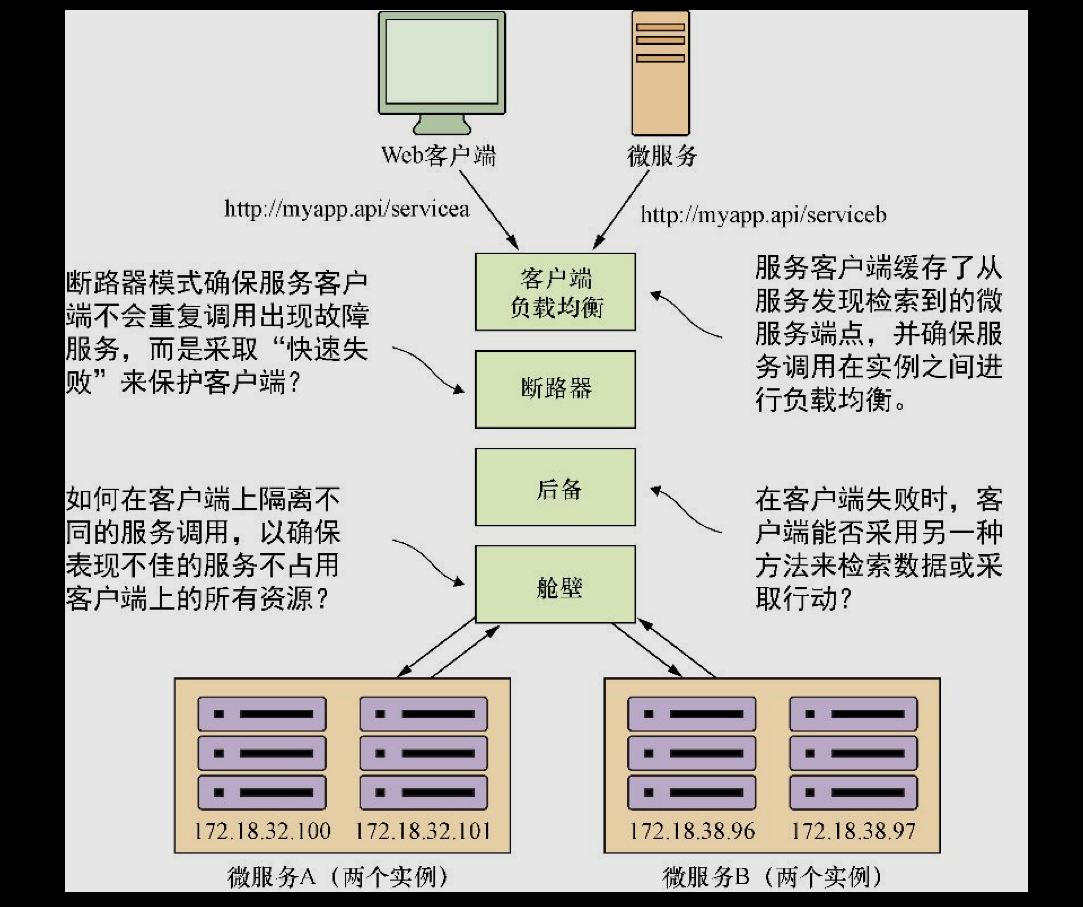 Web客户端
微服务
http://myapp.api/servicea
http://myapp.api/serviceb
客户端
负载均衡
断路器模式确保服务客户
端不会重复调用出现故障
服务，而是采取“快速失
败”来保护客户端？
服务客户端缓存了从
服务发现检索到的微
服务端点，并确保服
务调用在实例之间进
行负载均衡。
断路器
后备
如何在客户端上隔离不
同的服务调用，以确保
表现不佳的服务不占用
客户端上的所有资源？
在客户端失败时，客
户端能否采用另一种
方法来检索数据或采
取行动？
舱壁
172.18.32.100
172.18.32.101
172.18.38.96
172.18.38.97
微服务A（两个实例）
微服务B（两个实例）